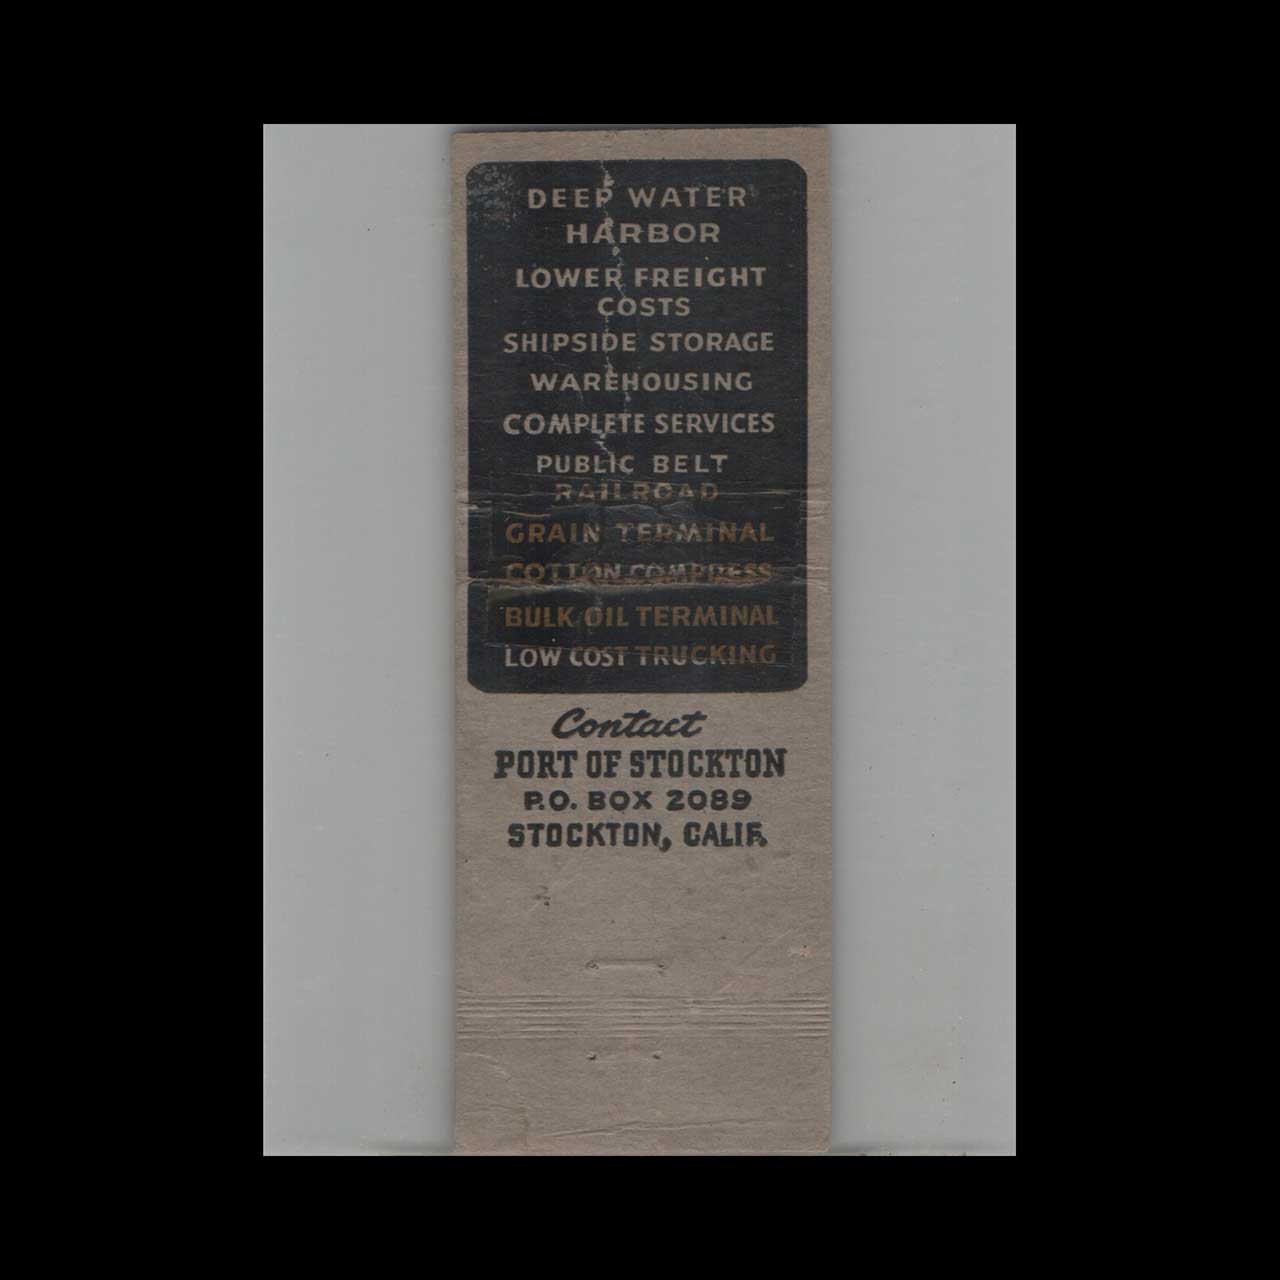 DEEP WATER
HARBOR
LOWER FREIGHT
COSTS
SHIPSIDE STORAGE
WAREHOUSING
COMPLETE SERVICES
PUBLIC BELT
RAILROAD
GRAIN TERMINAL
COTTON COMPRESS
BULK OIL TERMINAL
LOW COST TRUCKING
Contact
PORT OF STOCKTON
P.O. BOX 2089
STOCKTON, CALIF.